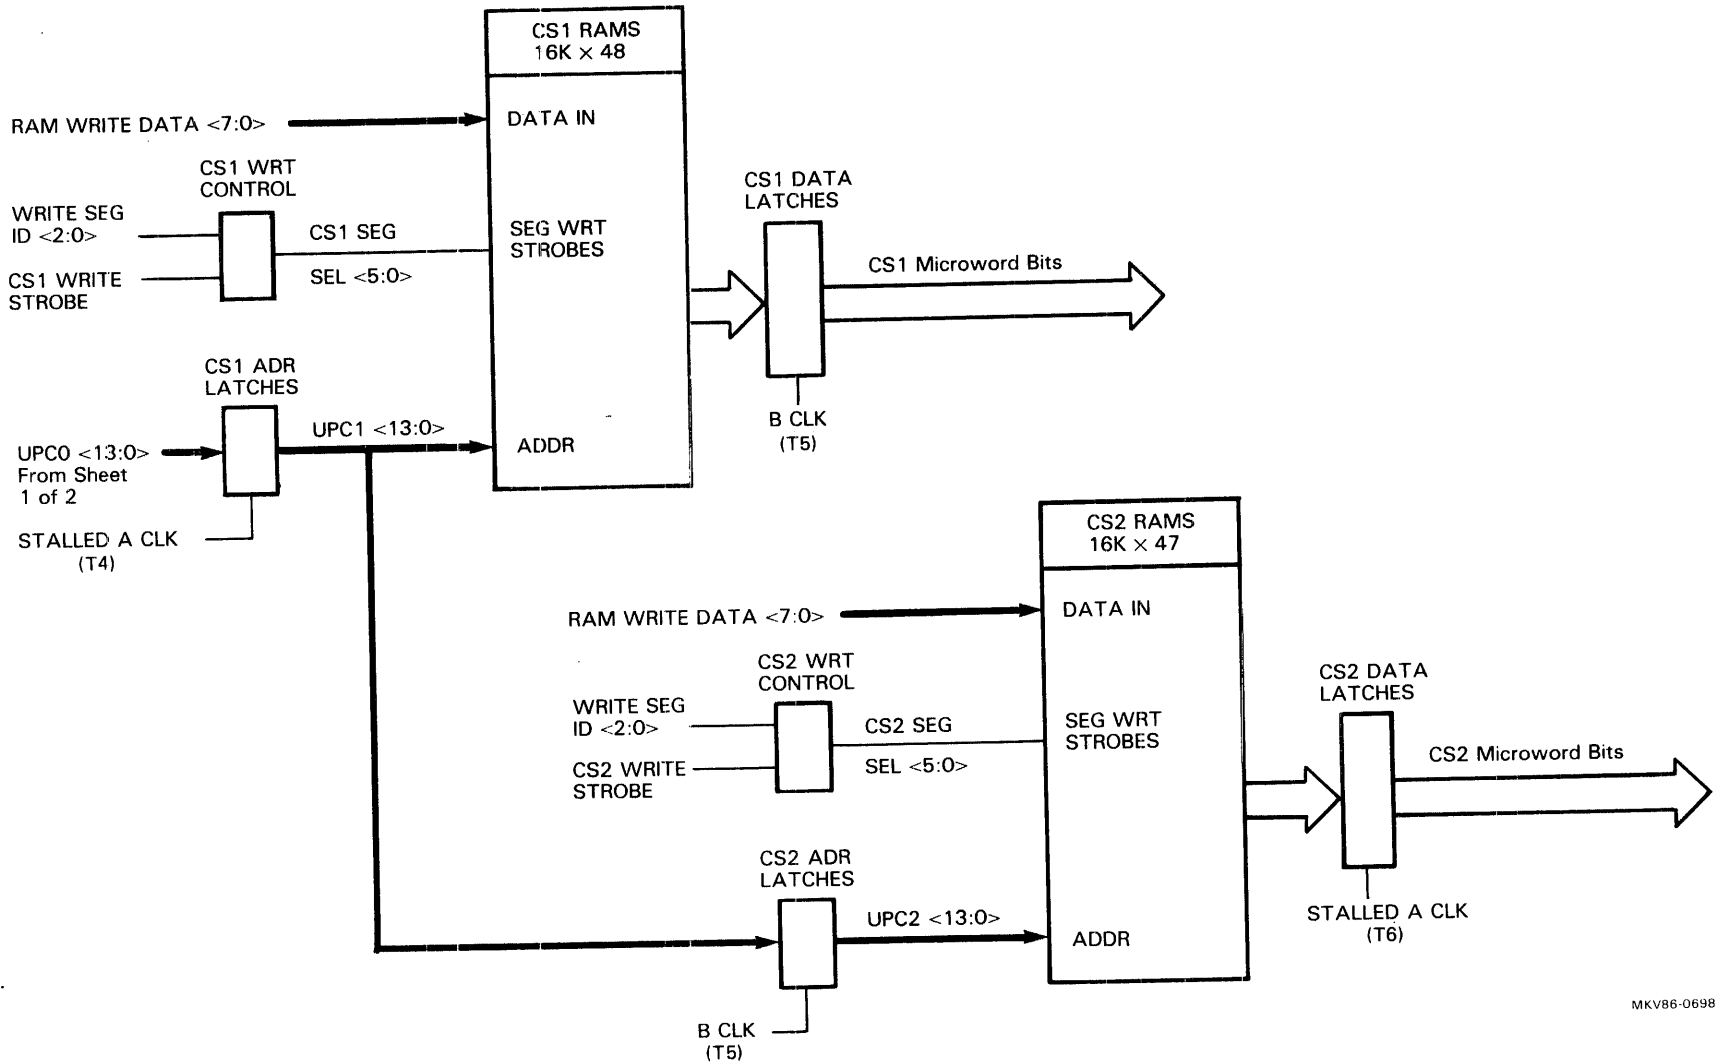 CS1 RAMS
16K × 48
RAM WRITE DATA <7:0>
DATA IN
CS1 WRT
CONTROL
WRITE SEG
ID <2:0>
CS1 WRITE
STROBE
CS1 SEG
SEL <5:0>
SEG WRT
STROBES
CS1 DATA
LATCHES
CS1 Microword Bits
B CLK
(T5)
CS1 ADR
LATCHES
UPC0 <13:0>
From Sheet
1 of 2
UPC1 <13:0>
ADDR
STALLED A CLK
(T4)
CS2 RAMS
16K × 47
RAM WRITE DATA <7:0>
DATA IN
CS2 WRT
CONTROL
WRITE SEG
ID <2:0>
CS2 WRITE
STROBE
CS2 SEG
SEL <5:0>
SEG WRT
STROBES
CS2 DATA
LATCHES
CS2 Microword Bits
STALLED A CLK
(T6)
CS2 ADR
LATCHES
UPC2 <13:0>
ADDR
B CLK
(T5)
MKV86-0698